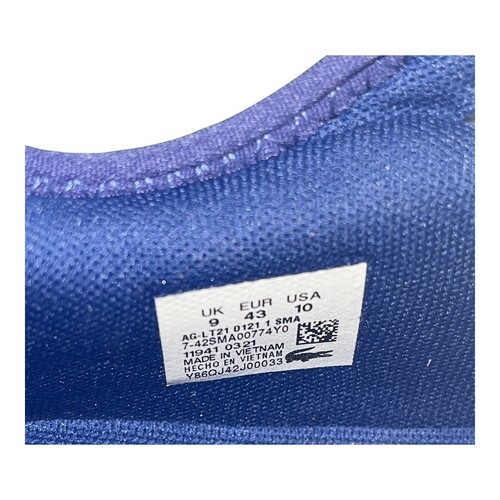 UK EUR USA
9 43 10
AG-LT21 0121 1 SMA
7-42SMA00774Y0
11941 0321
MADE IN VIETNAM
HECHO EN VIETNAM
Y86QJ42J00033